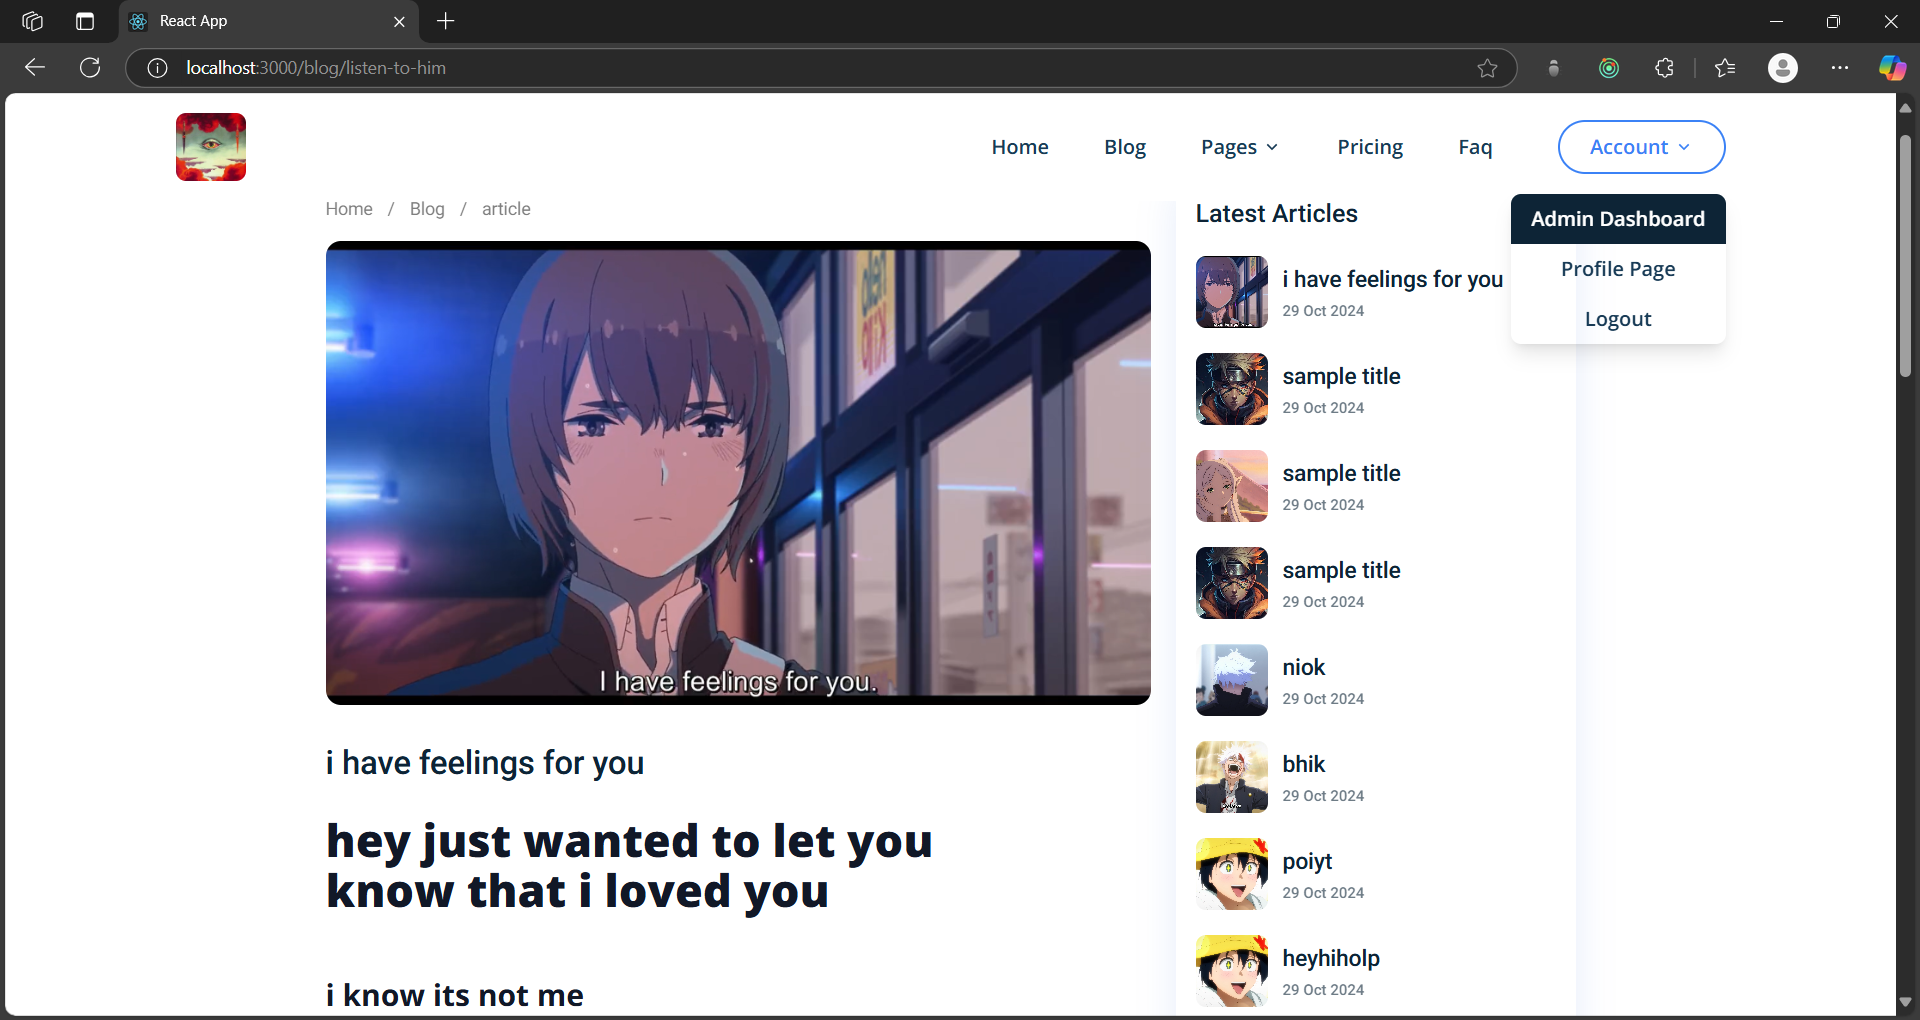 React App
localhost:3000/blog/listen-to-him
Home Blog Pages Pricing Faq Account
Admin Dashboard
Profile Page
Logout
Home / Blog / article
I have feelings for you.
i have feelings for you
hey just wanted to let you
know that i loved you
i know its not me
Latest Articles
i have feelings for you
29 Oct 2024
sample title
29 Oct 2024
sample title
29 Oct 2024
sample title
29 Oct 2024
niok
29 Oct 2024
bhik
29 Oct 2024
poiyt
29 Oct 2024
heyhiholp
29 Oct 2024